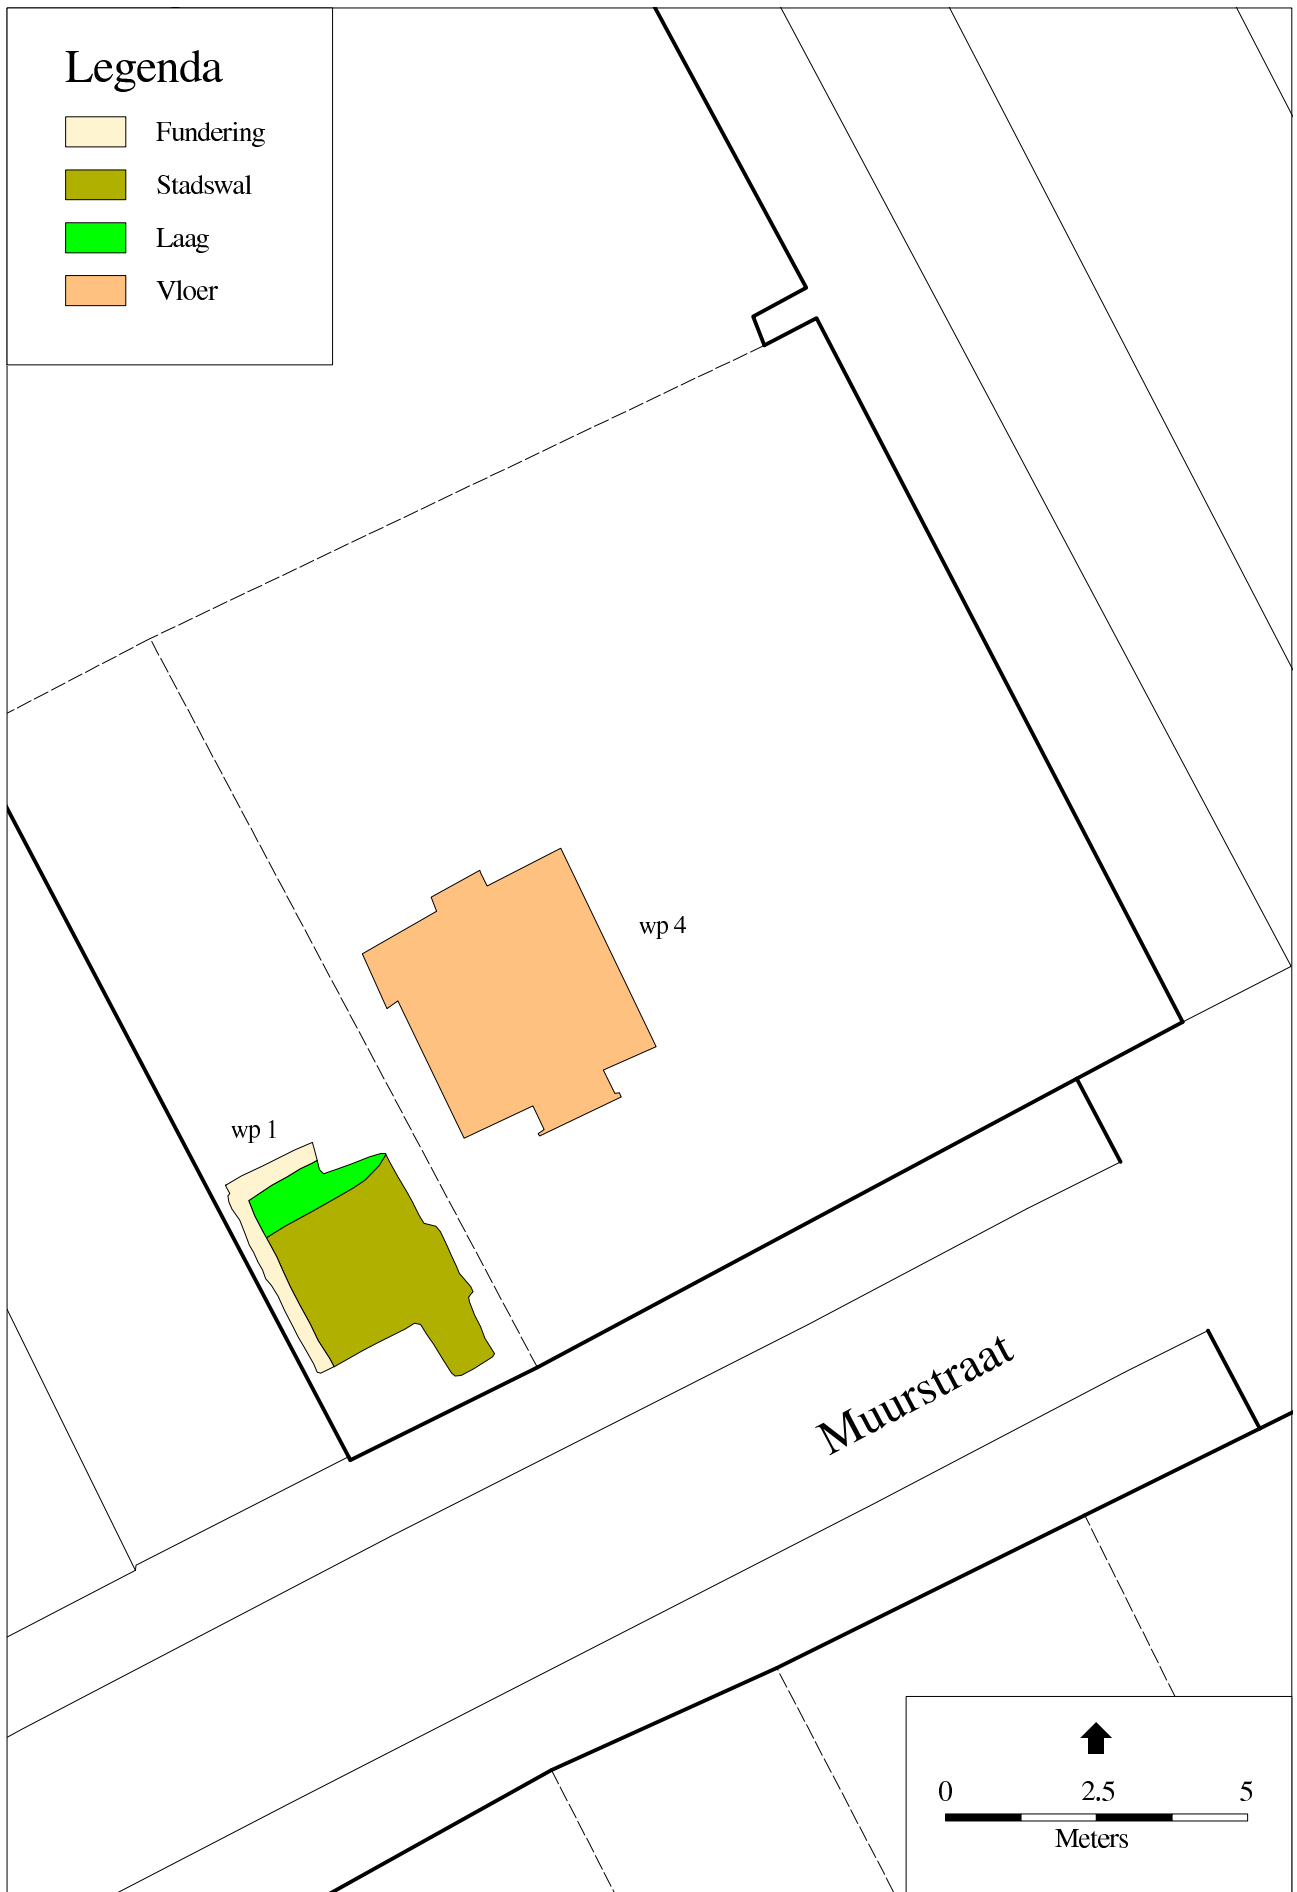 Legenda
Fundering
Stadswal
Laag
Vloer
wp 4
wp 1
Muurstraat
0 2.5 5
Meters